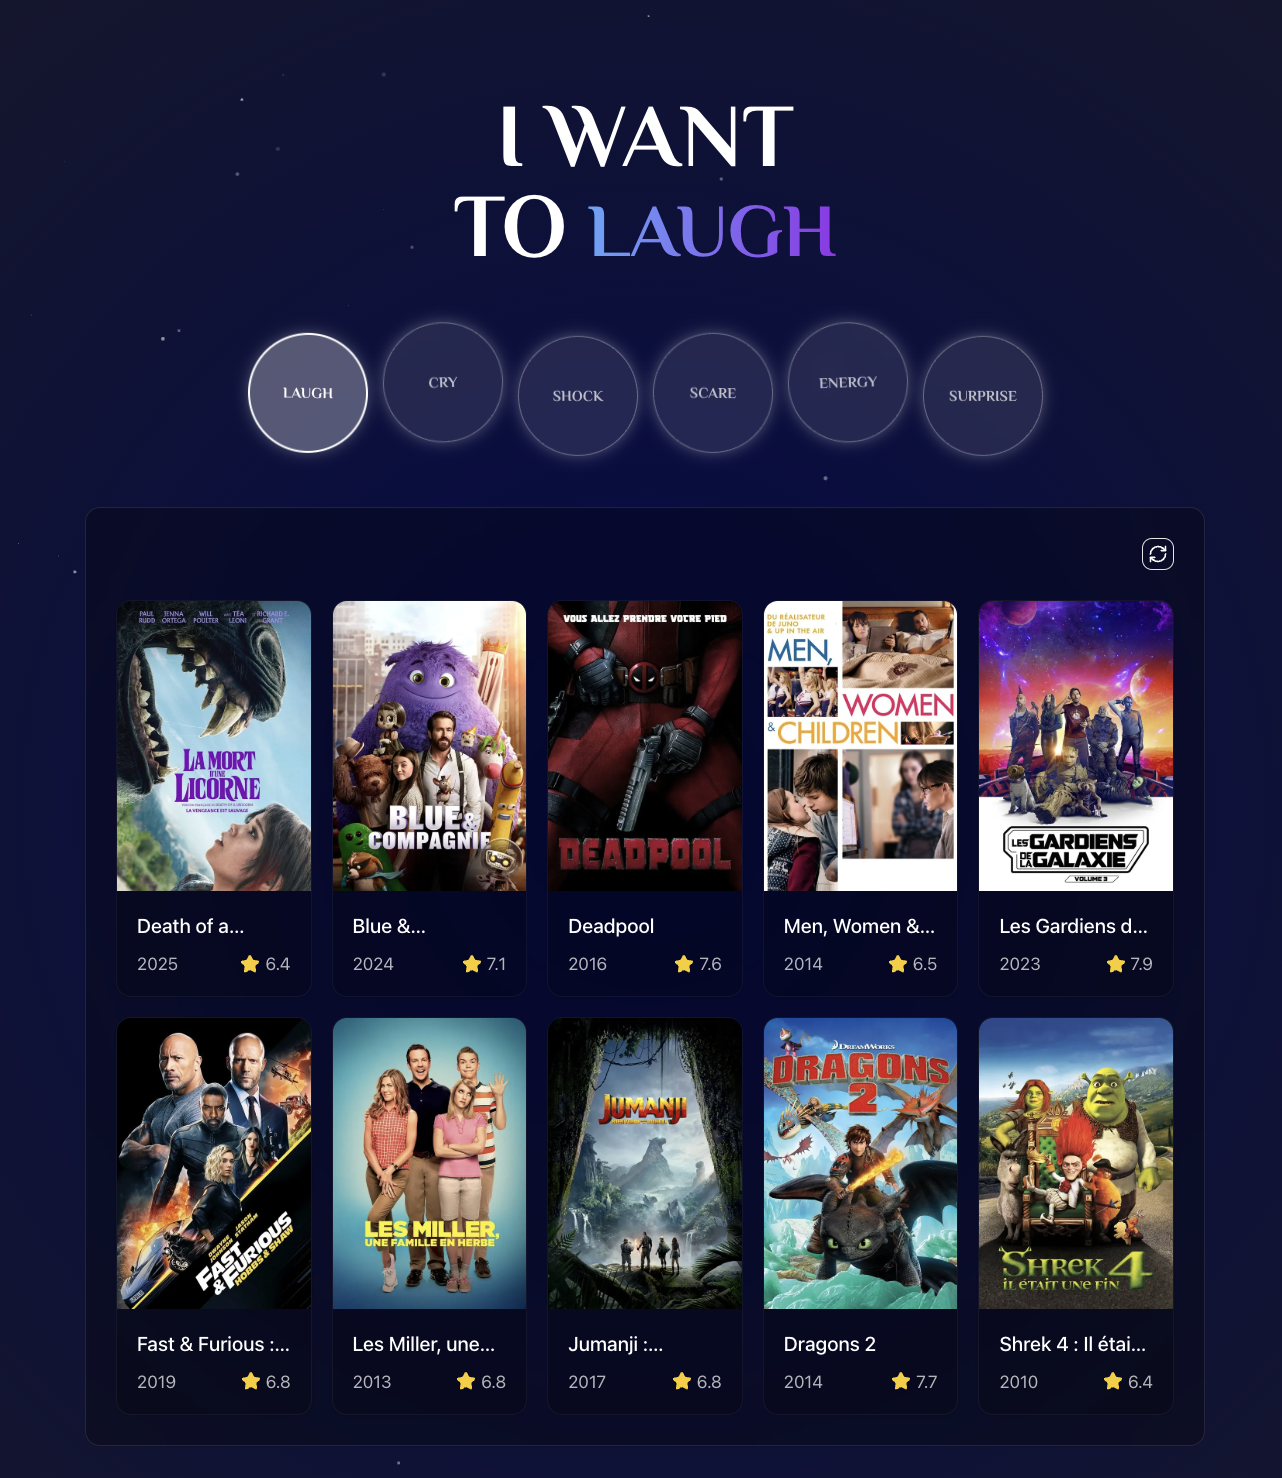 I WANT
TO LAUGH
LAUGH
CRY
SHOCK
SCARE
ENERGY
SURPRISE
PAUL RUDD
JENNA ORTEGA
WILL POULTER
TÉA LEONI
RICHARD E. GRANT
LA MORT
D'UNE
LICORNE
LA VENGEANCE EST SAUVAGE
BLUE &
COMPAGNIE
VOUS ALLEZ PRENDRE VOTRE PIED
DEADPOOL
DU RÉALISATEUR
DE JUNO
& UP IN THE AIR
MEN,
WOMEN
& CHILDREN
LES GARDIENS
DE LA GALAXIE
VOLUME 3
Death of a...
2025
6.4
Blue &...
2024
7.1
Deadpool
2016
7.6
Men, Women &...
2014
6.5
Les Gardiens d...
2023
7.9
DWAYNE JOHNSON
JASON STATHAM
FAST
& FURIOUS
HOBBS & SHAW
LES MILLER,
UNE FAMILLE EN HERBE
JUMANJI
DREAMWORKS
DRAGONS
2
SHREK 4
IL ÉTAIT UNE FIN
Fast & Furious :...
2019
6.8
Les Miller, une...
2013
6.8
Jumanji :...
2017
6.8
Dragons 2
2014
7.7
Shrek 4 : Il étai...
2010
6.4